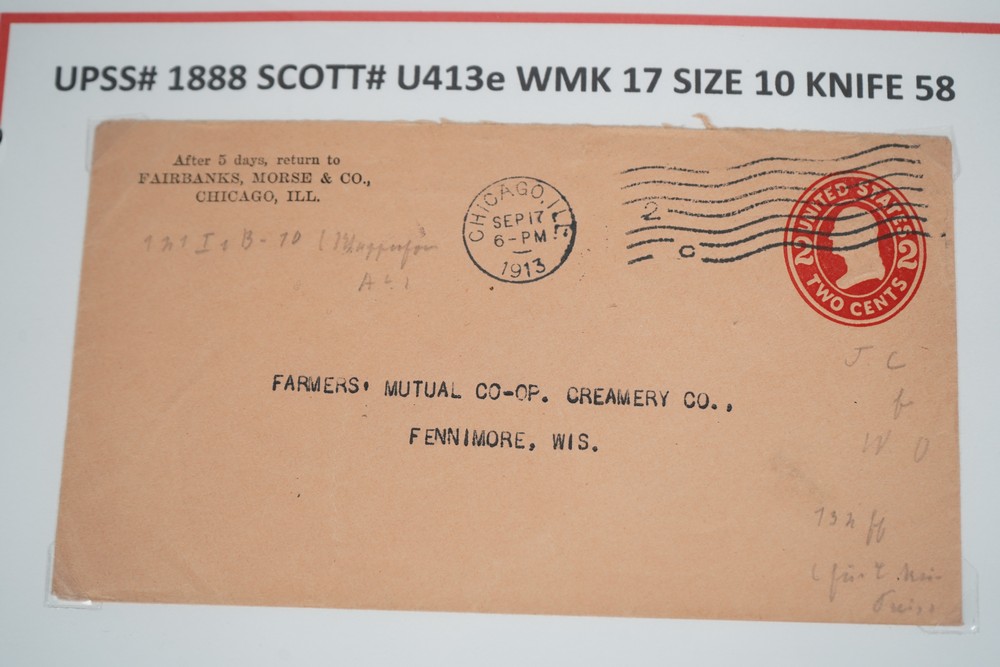 UPSS# 1888 SCOTT# U413e WMK 17 SIZE 10 KNIFE 58
After 5 days, return to
FAIRBANKS, MORSE & CO.,
CHICAGO, ILL.
CHICAGO, ILL.
SEP 17
6-PM
1913
2
C
UNITED STATES
2 2
TWO CENTS
FARMERS' MUTUAL CO-OP. CREAMERY CO.,
FENNIMORE, WIS.
J. C
W O